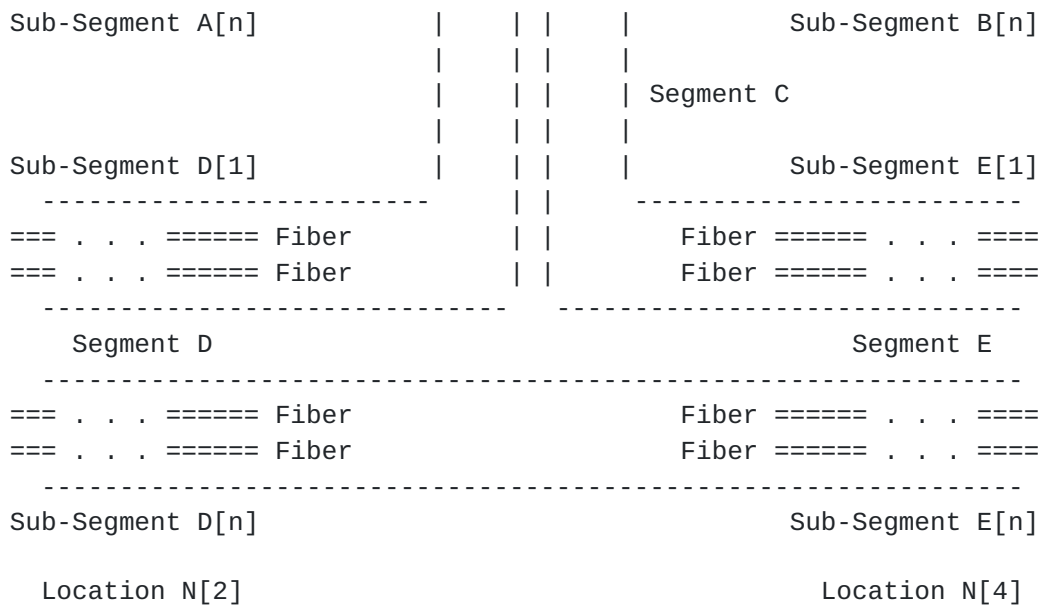 Sub-Segment A[n] | | | | Sub-Segment B[n]
| | | |
| | | | Segment C
| | | |
Sub-Segment D[1] | | | | Sub-Segment E[1]
------------------------- | | -------------------------
=== . . . ====== Fiber | | Fiber ====== . . . ====
=== . . . ====== Fiber | | Fiber ====== . . . ====
------------------------------ ------------------------------
Segment D Segment E
---------------------------------------------------------------
=== . . . ====== Fiber Fiber ====== . . . ====
=== . . . ====== Fiber Fiber ====== . . . ====
---------------------------------------------------------------
Sub-Segment D[n] Sub-Segment E[n]
Location N[2] Location N[4]